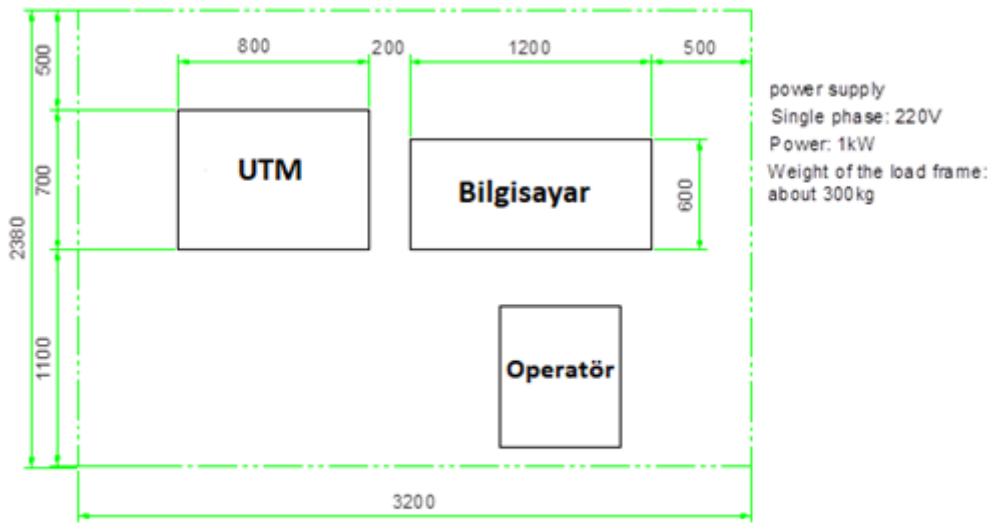 800
200
1200
500
500
power supply
Single phase: 220V
Power: 1kW
Weight of the load frame:
about 300kg
UTM
700
Bilgisayar
600
2380
1100
Operatör
3200